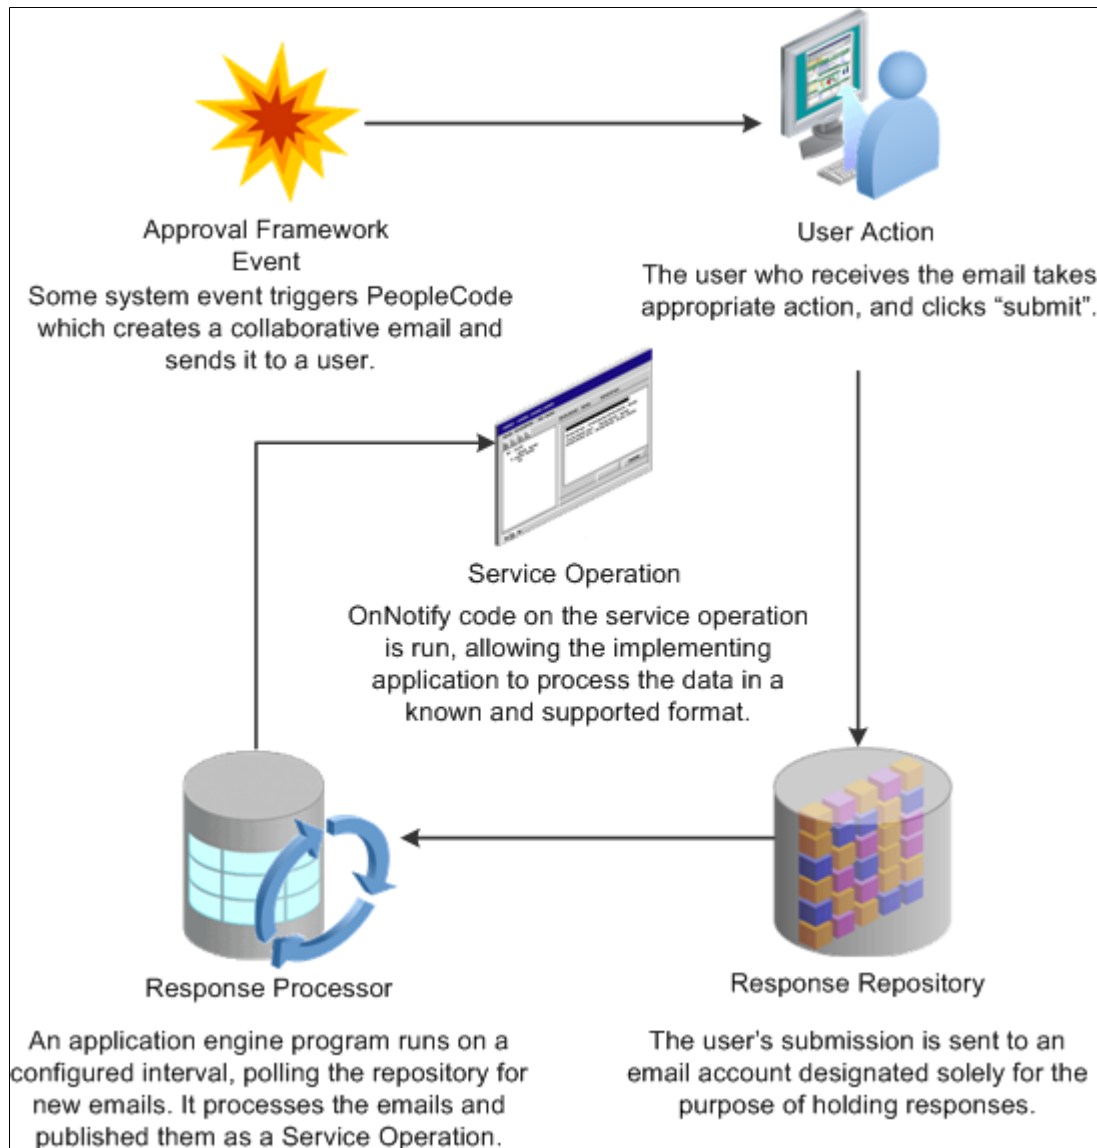 Approval Framework
Event
Some system event triggers PeopleCode
which creates a collaborative email and
sends it to a user.
User Action
The user who receives the email takes
appropriate action, and clicks “submit”.
Service Operation
OnNotify code on the service operation
is run, allowing the implementing
application to process the data in a
known and supported format.
Response Processor
An application engine program runs on a
configured interval, polling the repository for
new emails. It processes the emails and
published them as a Service Operation.
Response Repository
The user’s submission is sent to an
email account designated solely for the
purpose of holding responses.